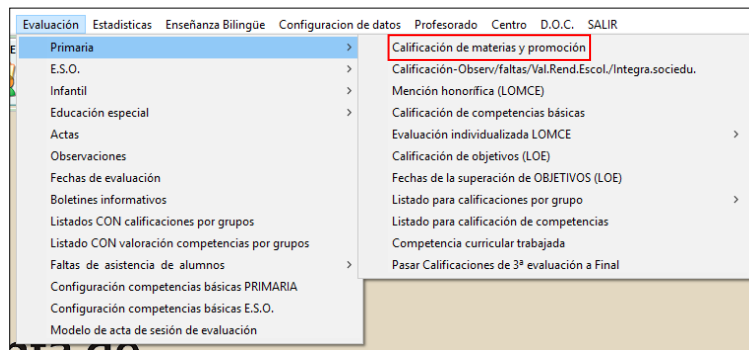 Evaluación Estadisticas Enseñanza Bilingüe Configuracion de datos Profesorado Centro D.O.C. SALIR
Primaria >
E.S.O. >
Infantil >
Educación especial >
Actas
Observaciones
Fechas de evaluación
Boletines informativos
Listados CON calificaciones por grupos
Listado CON valoración competencias por grupos
Faltas de asistencia de alumnos >
Configuración competencias básicas PRIMARIA
Configuración competencias básicas E.S.O.
Modelo de acta de sesión de evaluación
Calificación de materias y promoción
Calificación-Observ/faltas/Val.Rend.Escol./Integra.sociedu.
Mención honorífica (LOMCE)
Calificación de competencias básicas
Evaluación individualizada LOMCE >
Calificación de objetivos (LOE)
Fechas de la superación de OBJETIVOS (LOE)
Listado para calificaciones por grupo >
Listado para calificación de competencias
Competencia curricular trabajada
Pasar Calificaciones de 3ª evaluación a Final